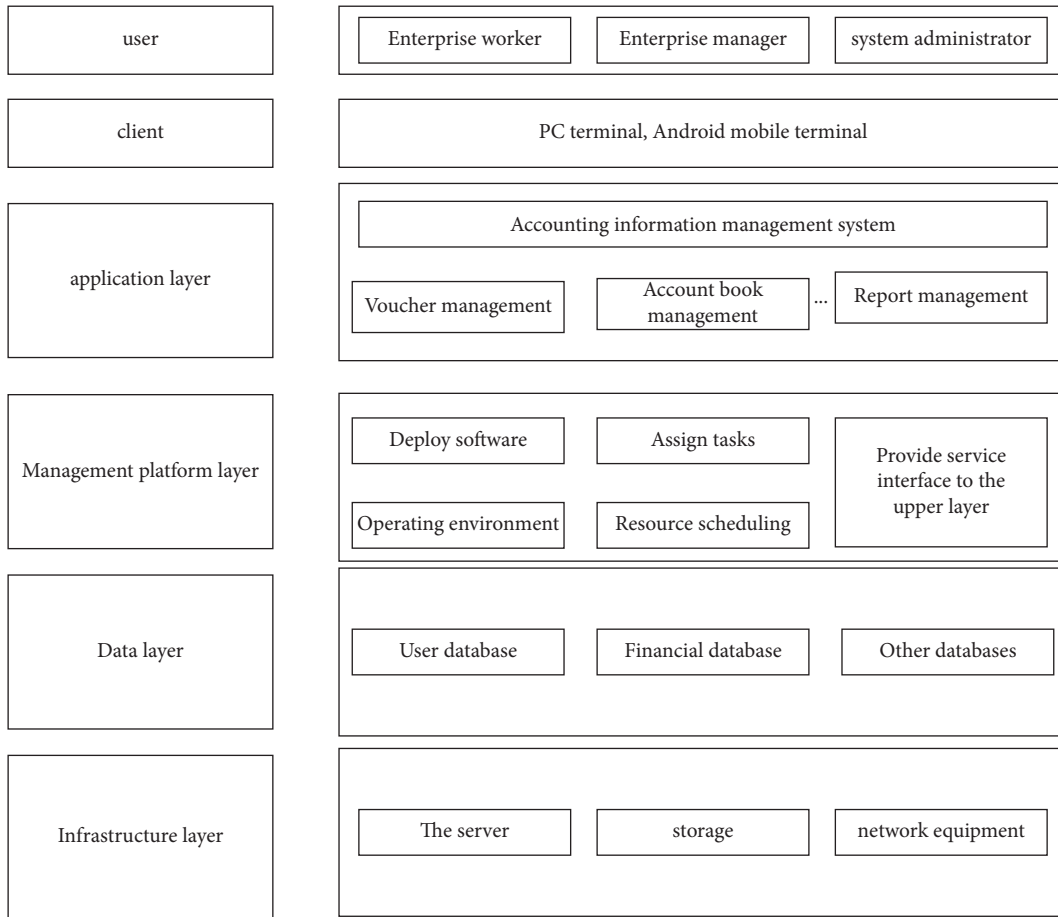 user
Enterprise worker
Enterprise manager
system administrator
client
PC terminal, Android mobile terminal
application layer
Accounting information management system
Voucher management
Account book
management
...
Report management
Management platform layer
Deploy software
Assign tasks
Provide service
interface to the
upper layer
Operating environment
Resource scheduling
Data layer
User database
Financial database
Other databases
Infrastructure layer
The server
storage
network equipment